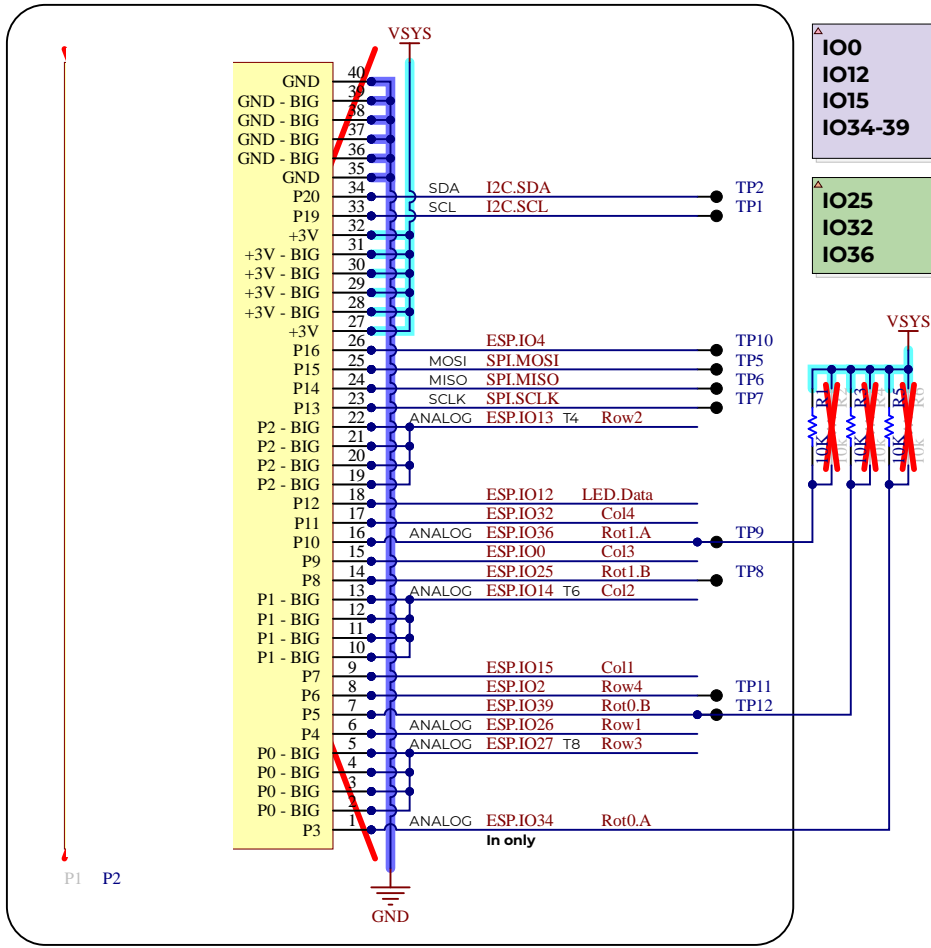 VSYS
GND 40
GND - BIG 39
GND - BIG 38
GND - BIG 37
GND - BIG 36
GND 35
P20 34 SDA I2C.SDA TP2
P19 33 SCL I2C.SCL TP1
+3V 32
+3V - BIG 31
+3V - BIG 30
+3V - BIG 29
+3V - BIG 28
+3V 27
P16 26 ESP.IO4 TP10
P15 25 MOSI SPI.MOSI TP5
P14 24 MISO SPI.MISO TP6
P13 23 SCLK SPI.SCLK TP7
P2 - BIG 22 ANALOG ESP.IO13 T4 Row2
P2 - BIG 21
P2 - BIG 20
P2 - BIG 19
P12 18 ESP.IO12 LED.Data
P11 17 ESP.IO32 Col4
P10 16 ANALOG ESP.IO36 Rot1.A TP9
P9 15 ESP.IO0 Col3
P8 14 ESP.IO25 Rot1.B TP8
P1 - BIG 13 ANALOG ESP.IO14 T6 Col2
P1 - BIG 12
P1 - BIG 11
P1 - BIG 10
P7 9 ESP.IO15 Col1
P6 8 ESP.IO2 Row4 TP11
P5 7 ESP.IO39 Rot0.B TP12
P4 6 ANALOG ESP.IO26 Row1
P0 - BIG 5 ANALOG ESP.IO27 T8 Row3
P0 - BIG 4
P0 - BIG 3
P0 - BIG 2
P3 1 ANALOG ESP.IO34 Rot0.A
In only
P1 P2
GND
IO0
IO12
IO15
IO34-39
IO25
IO32
IO36
VSYS
R1 R3 R5
10K 10K 10K